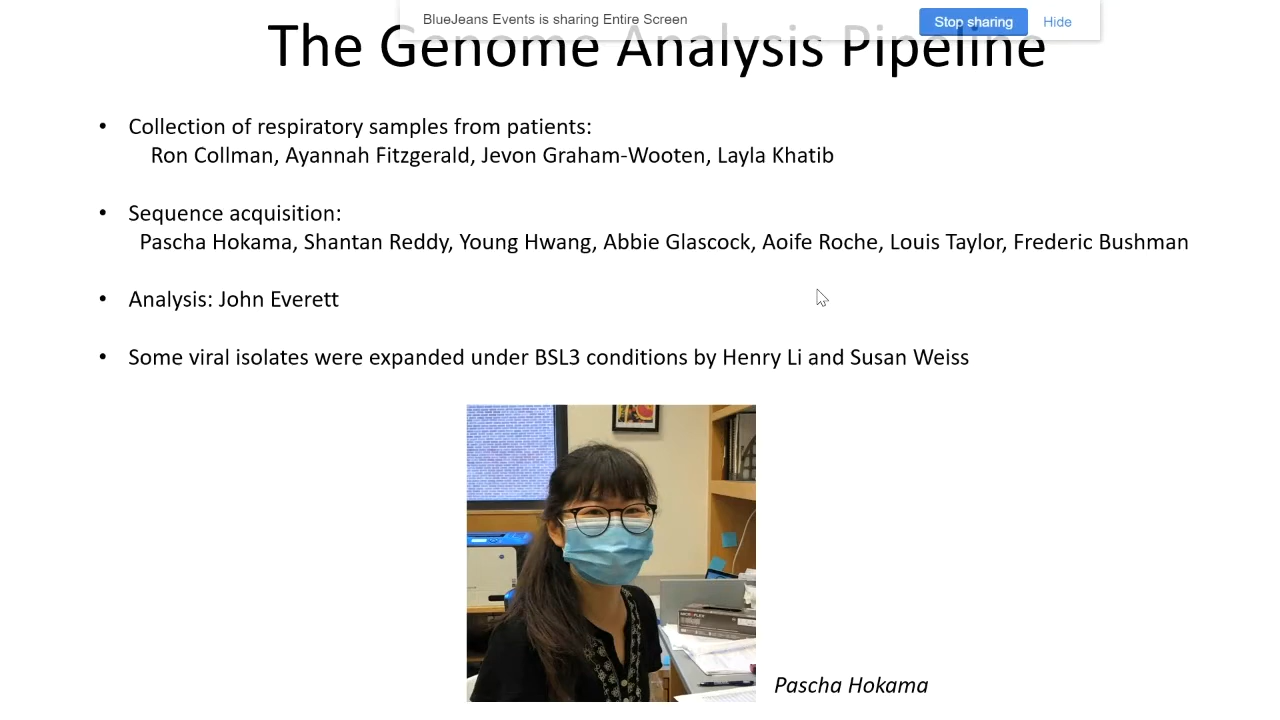 BlueJeans Events is sharing Entire Screen
Stop sharing
Hide
The Genome Analysis Pipeline
• Collection of respiratory samples from patients:
Ron Collman, Ayannah Fitzgerald, Jevon Graham-Wooten, Layla Khatib
• Sequence acquisition:
Pascha Hokama, Shantan Reddy, Young Hwang, Abbie Glascock, Aoife Roche, Louis Taylor, Frederic Bushman
• Analysis: John Everett
• Some viral isolates were expanded under BSL3 conditions by Henry Li and Susan Weiss
Pascha Hokama